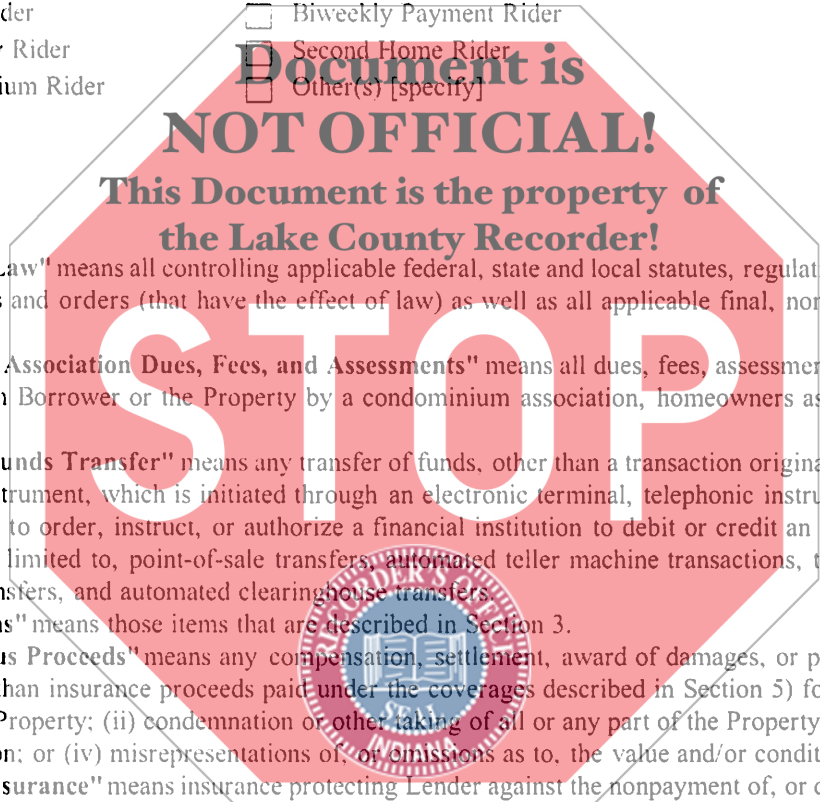 der Biweekly Payment Rider
Rider Second Home Rider
ium Rider Other(s) [specify]
Document is
NOT OFFICIAL!
This Document is the property of
the Lake County Recorder!
Law" means all controlling applicable federal, state and local statutes, regulat
and orders (that have the effect of law) as well as all applicable final, non
STOP
Association Dues, Fees, and Assessments" means all dues, fees, assessmen
Borrower or the Property by a condominium association, homeowners as
unds Transfer" means any transfer of funds, other than a transaction origina
trument, which is initiated through an electronic terminal, telephonic instru
to order, instruct, or authorize a financial institution to debit or credit an
limited to, point-of-sale transfers, automated teller machine transactions, t
nsfers, and automated clearinghouse transfers.
s" means those items that are described in Section 3.
us Proceeds" means any compensation, settlement, award of damages, or p
han insurance proceeds paid under the coverages described in Section 5) fo
Property; (ii) condemnation or other taking of all or any part of the Property
on; or (iv) misrepresentations of, or omissions as to, the value and/or condit
surance" means insurance protecting Lender against the nonpayment of, or d
RECORDER'S OFFICE
SEAL
INDIANA